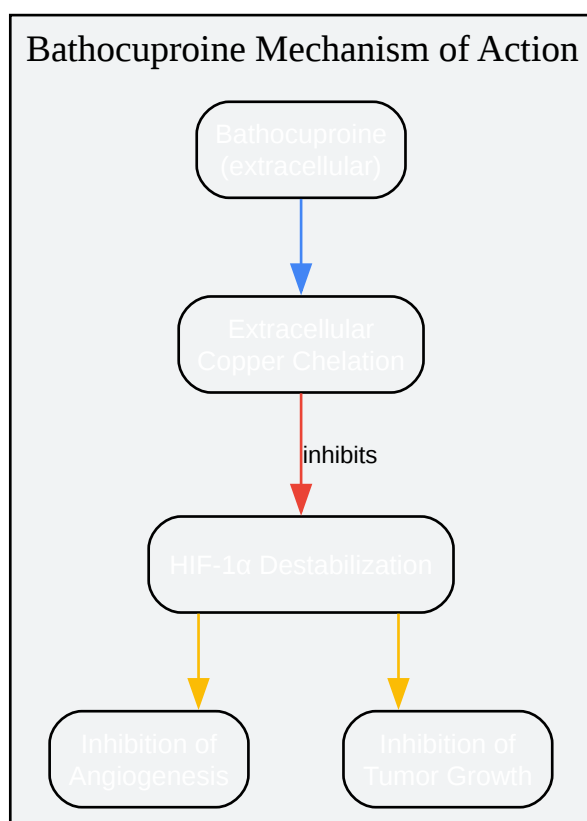 Bathocuproine Mechanism of Action
Bathocuproine
(extracellular)
Extracellular
Copper Chelation
inhibits
HIF-1α Destabilization
Inhibition of
Angiogenesis
Inhibition of
Tumor Growth